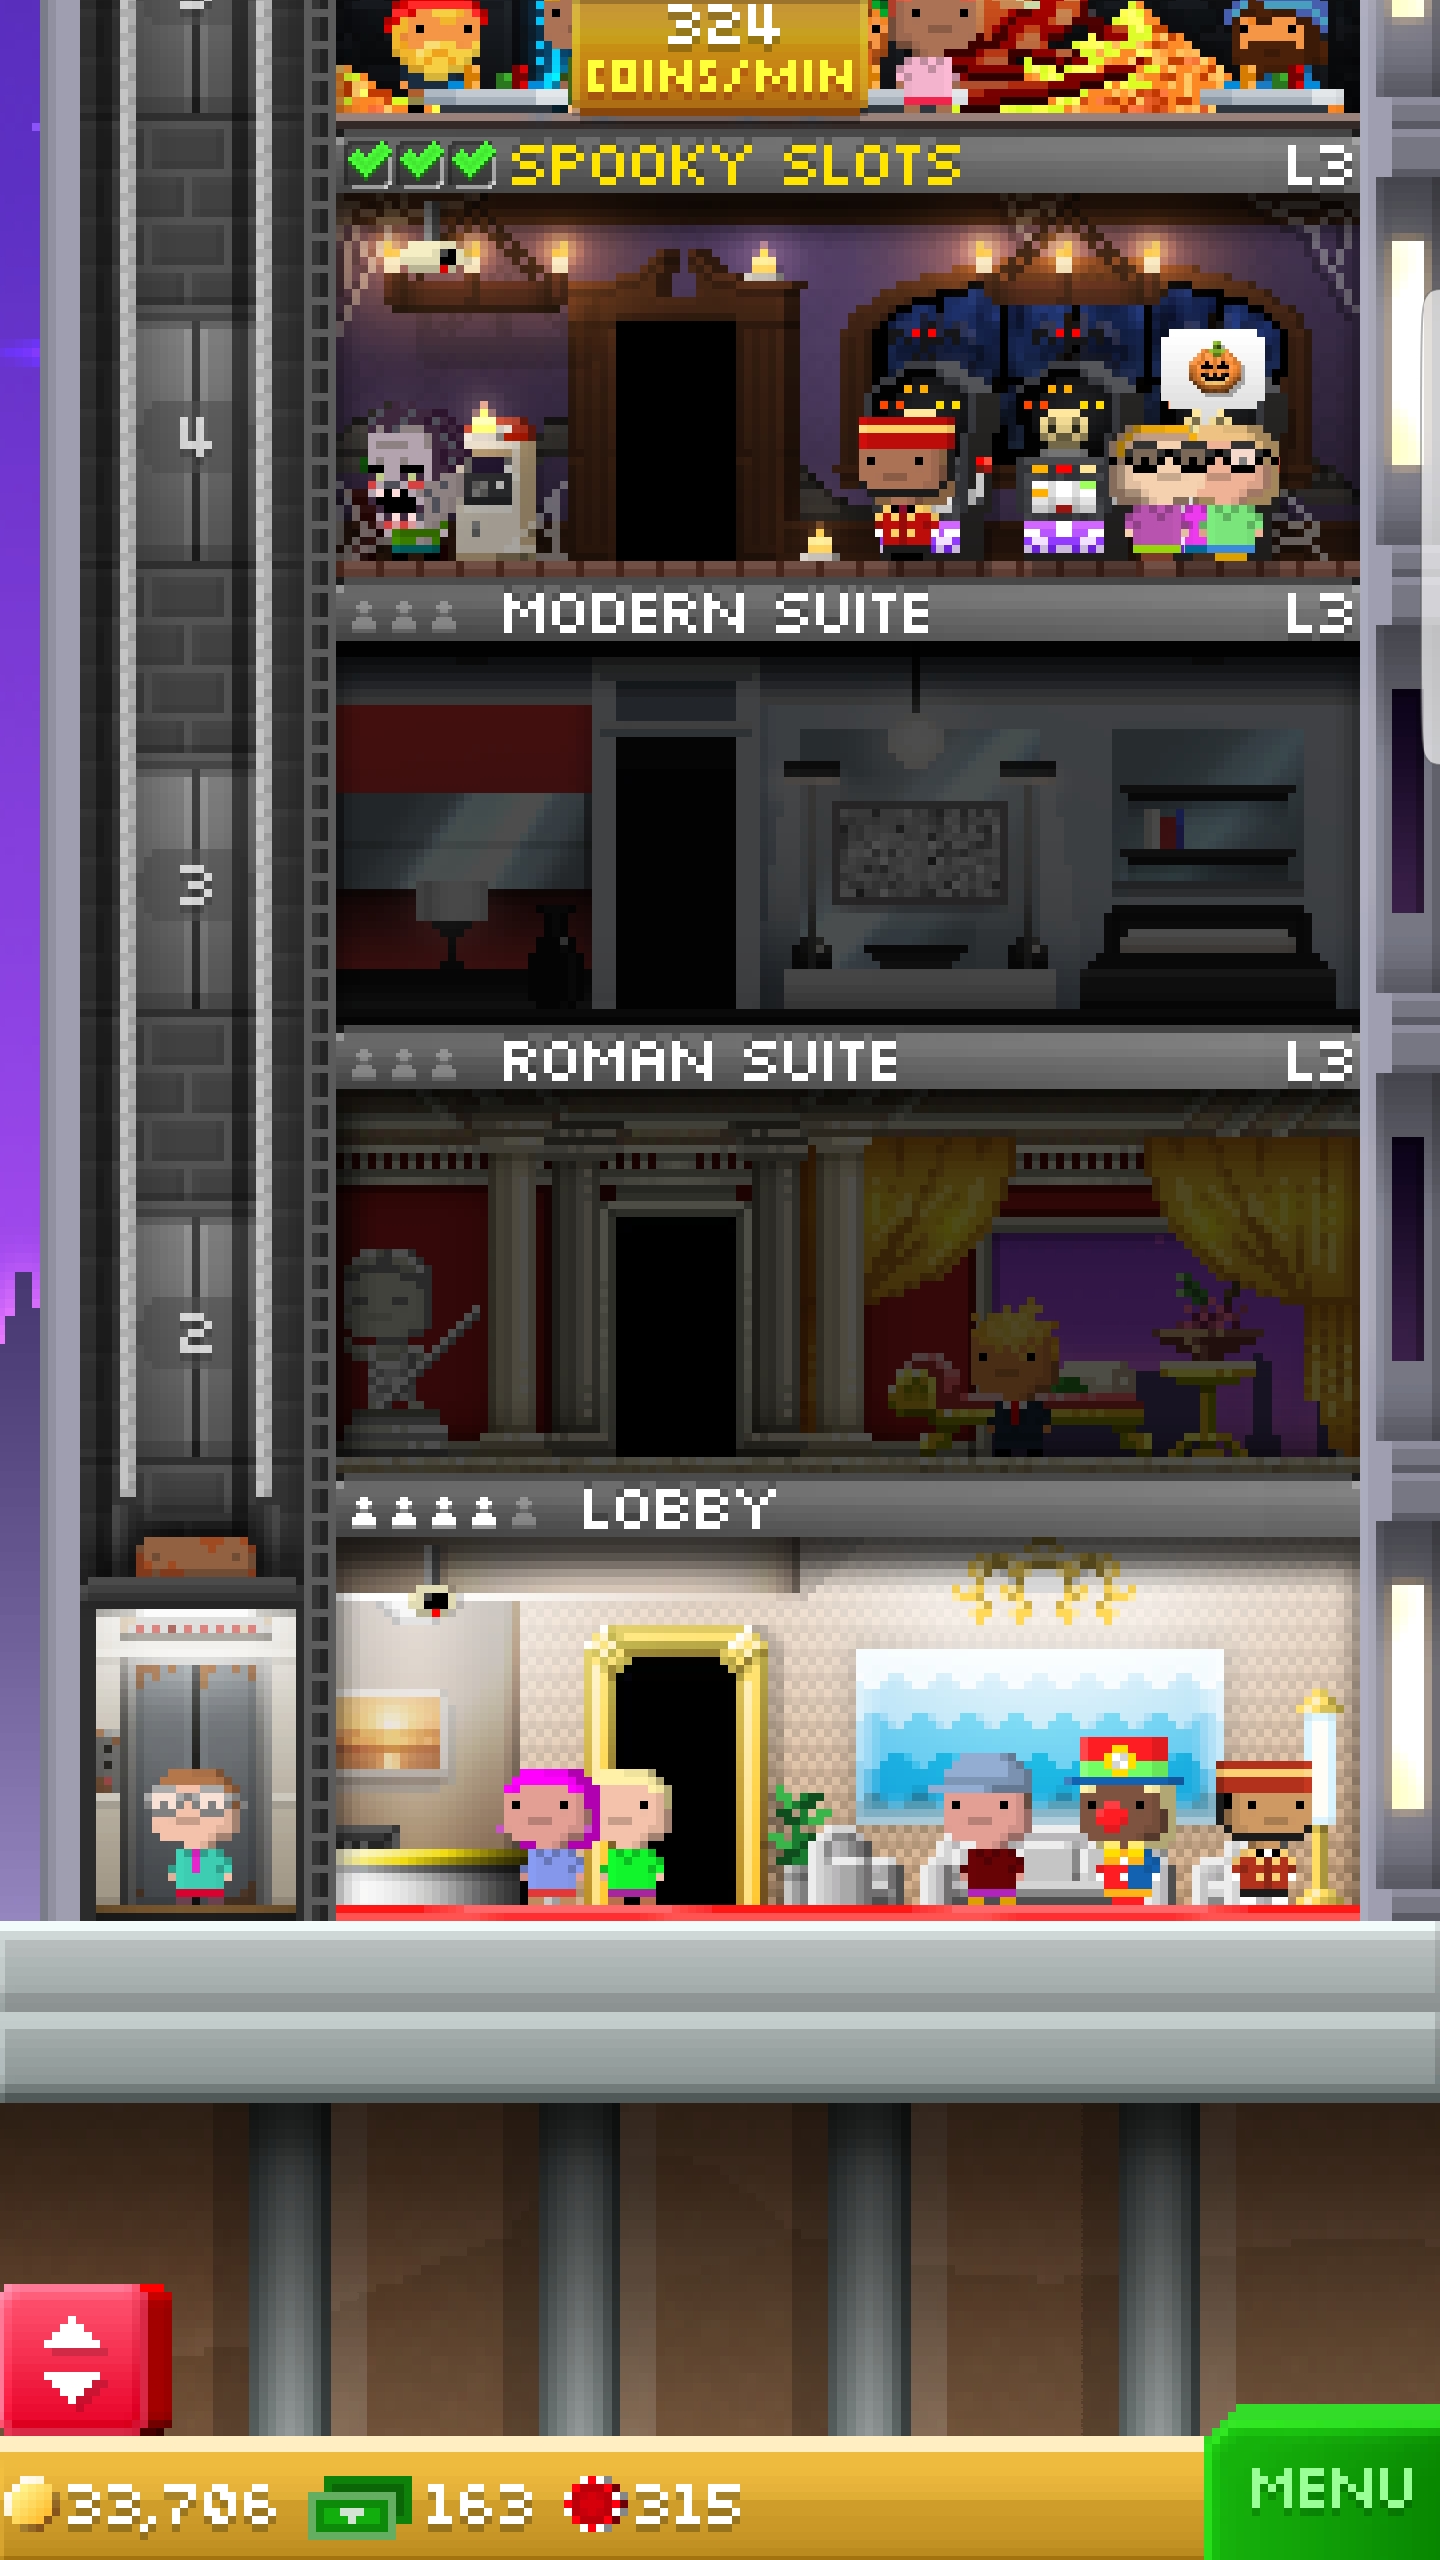 324
COINS/MIN
SPOOKY SLOTS L3
4
MODERN SUITE L3
3
ROMAN SUITE L3
2
LOBBY
33,706 163 315
MENU